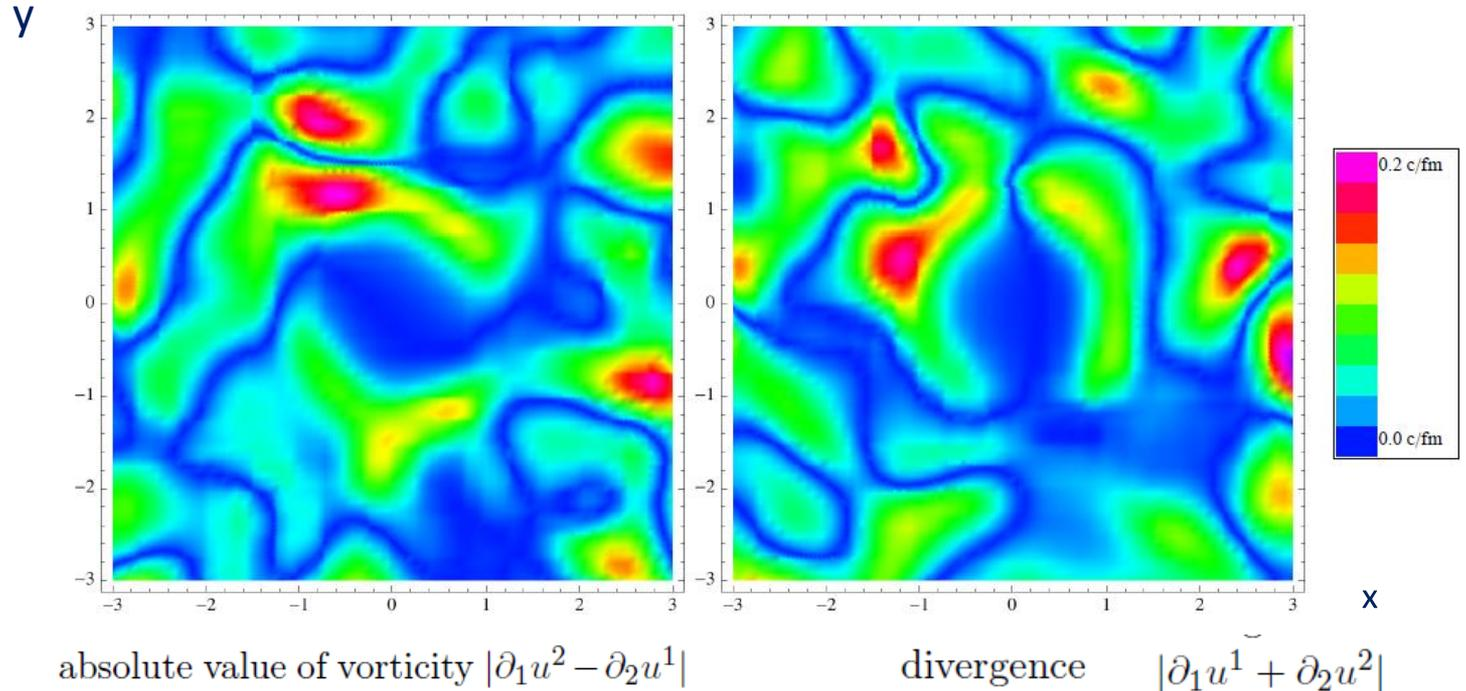 y
3
2
1
0
−1
−2
−3
−3 −2 −1 0 1 2 3
3
2
1
0
−1
−2
−3
−3 −2 −1 0 1 2 3
0.2 c/fm
0.0 c/fm
x
absolute value of vorticity |∂₁u² − ∂₂u¹|
divergence |∂₁u¹ + ∂₂u²|